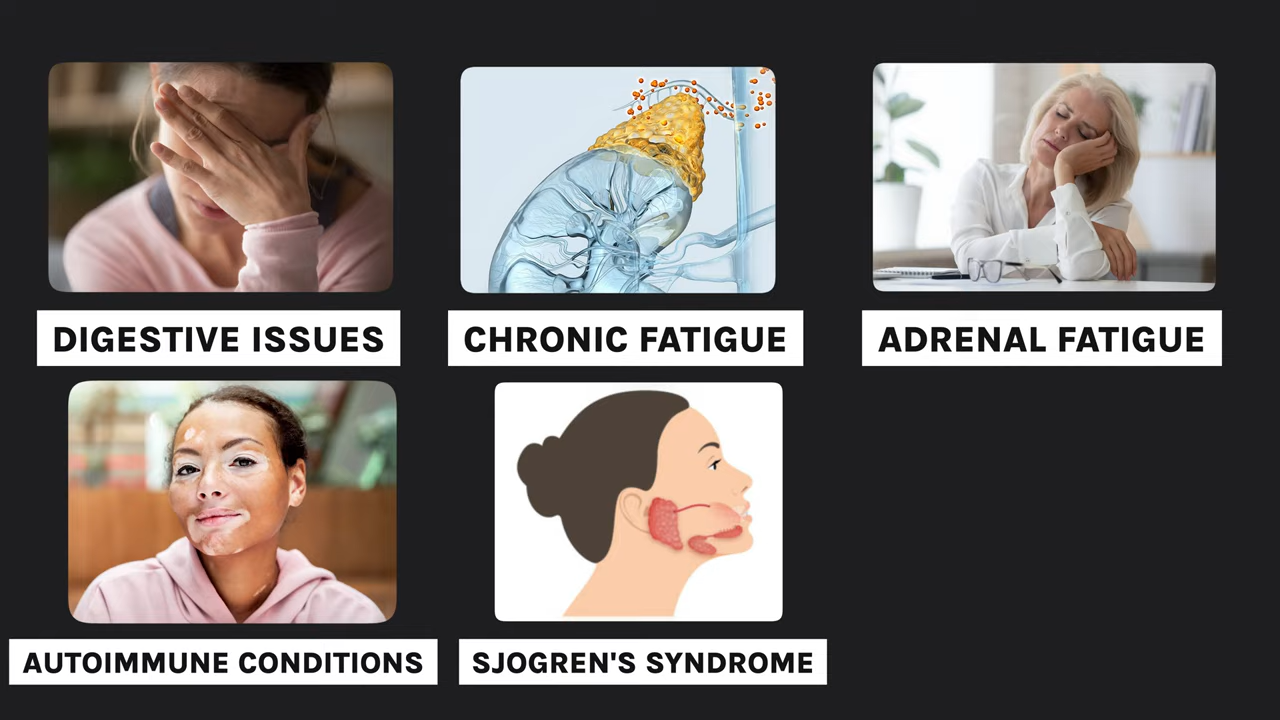 DIGESTIVE ISSUES
CHRONIC FATIGUE
ADRENAL FATIGUE
AUTOIMMUNE CONDITIONS
SJOGREN'S SYNDROME